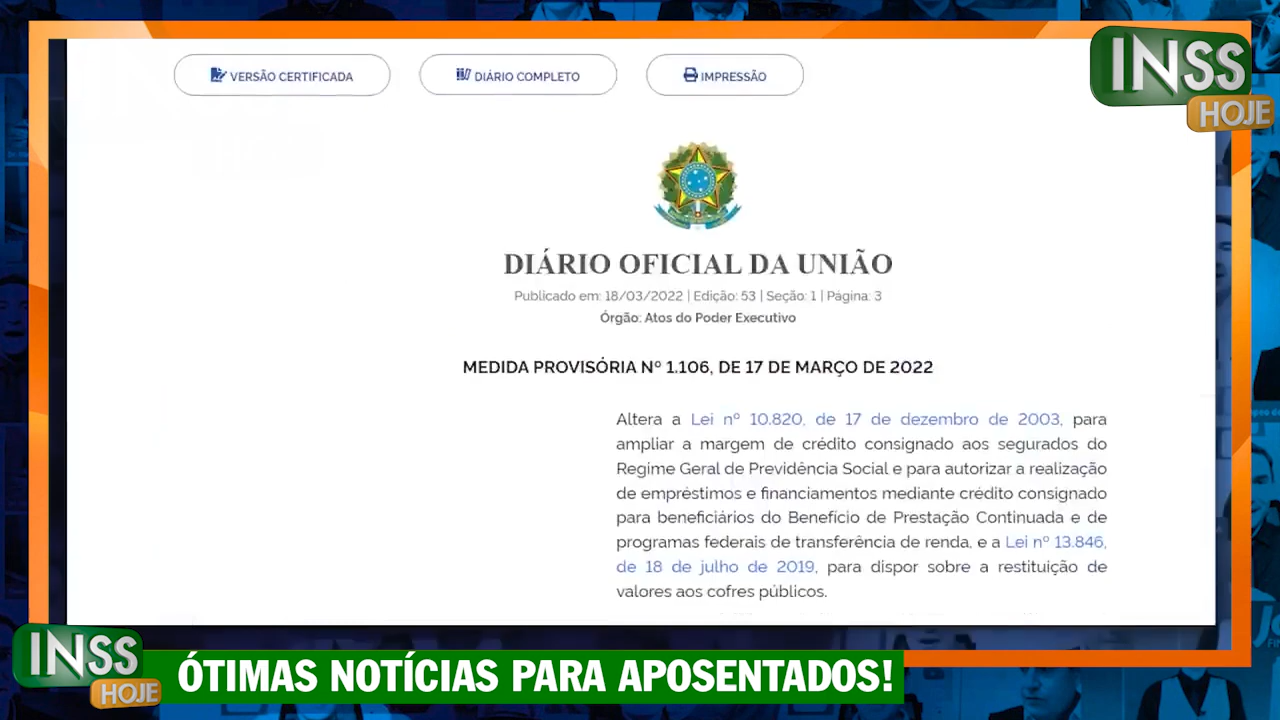 VERSÃO CERTIFICADA
DIÁRIO COMPLETO
IMPRESSÃO
INSS
HOJE
DIÁRIO OFICIAL DA UNIÃO
Publicado em: 18/03/2022 | Edição: 53 | Seção: 1 | Página: 3
Órgão: Atos do Poder Executivo
MEDIDA PROVISÓRIA Nº 1.106, DE 17 DE MARÇO DE 2022
Altera a Lei nº 10.820, de 17 de dezembro de 2003, para
ampliar a margem de crédito consignado aos segurados do
Regime Geral de Previdência Social e para autorizar a realização
de empréstimos e financiamentos mediante crédito consignado
para beneficiários do Benefício de Prestação Continuada e de
programas federais de transferência de renda, e a Lei nº 13.846,
de 18 de julho de 2019, para dispor sobre a restituição de
valores aos cofres públicos.
INSS
HOJE
ÓTIMAS NOTÍCIAS PARA APOSENTADOS!